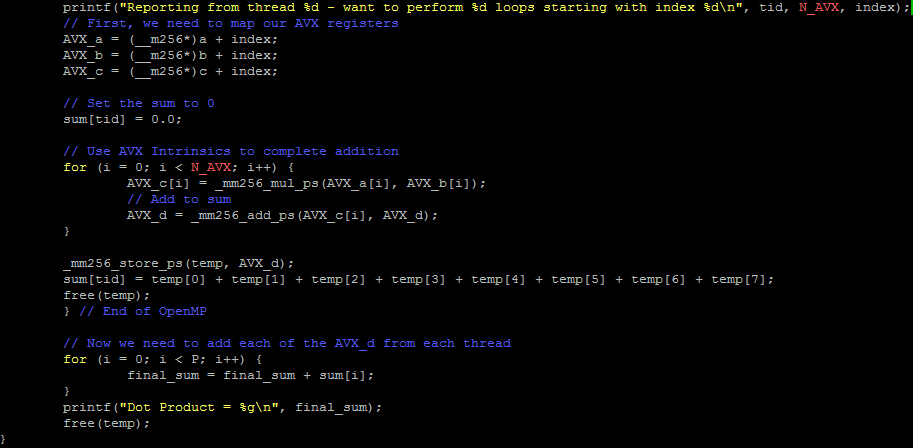 printf("Reporting from thread %d - want to perform %d loops starting with index %d\n", tid, N_AVX, index);
// First, we need to map our AVX registers
AVX_a = (__m256*)a + index;
AVX_b = (__m256*)b + index;
AVX_c = (__m256*)c + index;
// Set the sum to 0
sum[tid] = 0.0;
// Use AVX Intrinsics to complete addition
for (i = 0; i < N_AVX; i++) {
AVX_c[i] = _mm256_mul_ps(AVX_a[i], AVX_b[i]);
// Add to sum
AVX_d = _mm256_add_ps(AVX_c[i], AVX_d);
}
_mm256_store_ps(temp, AVX_d);
sum[tid] = temp[0] + temp[1] + temp[2] + temp[3] + temp[4] + temp[5] + temp[6] + temp[7];
free(temp);
} // End of OpenMP
// Now we need to add each of the AVX_d from each thread
for (i = 0; i < P; i++) {
final_sum = final_sum + sum[i];
}
printf("Dot Product = %g\n", final_sum);
free(temp);
}